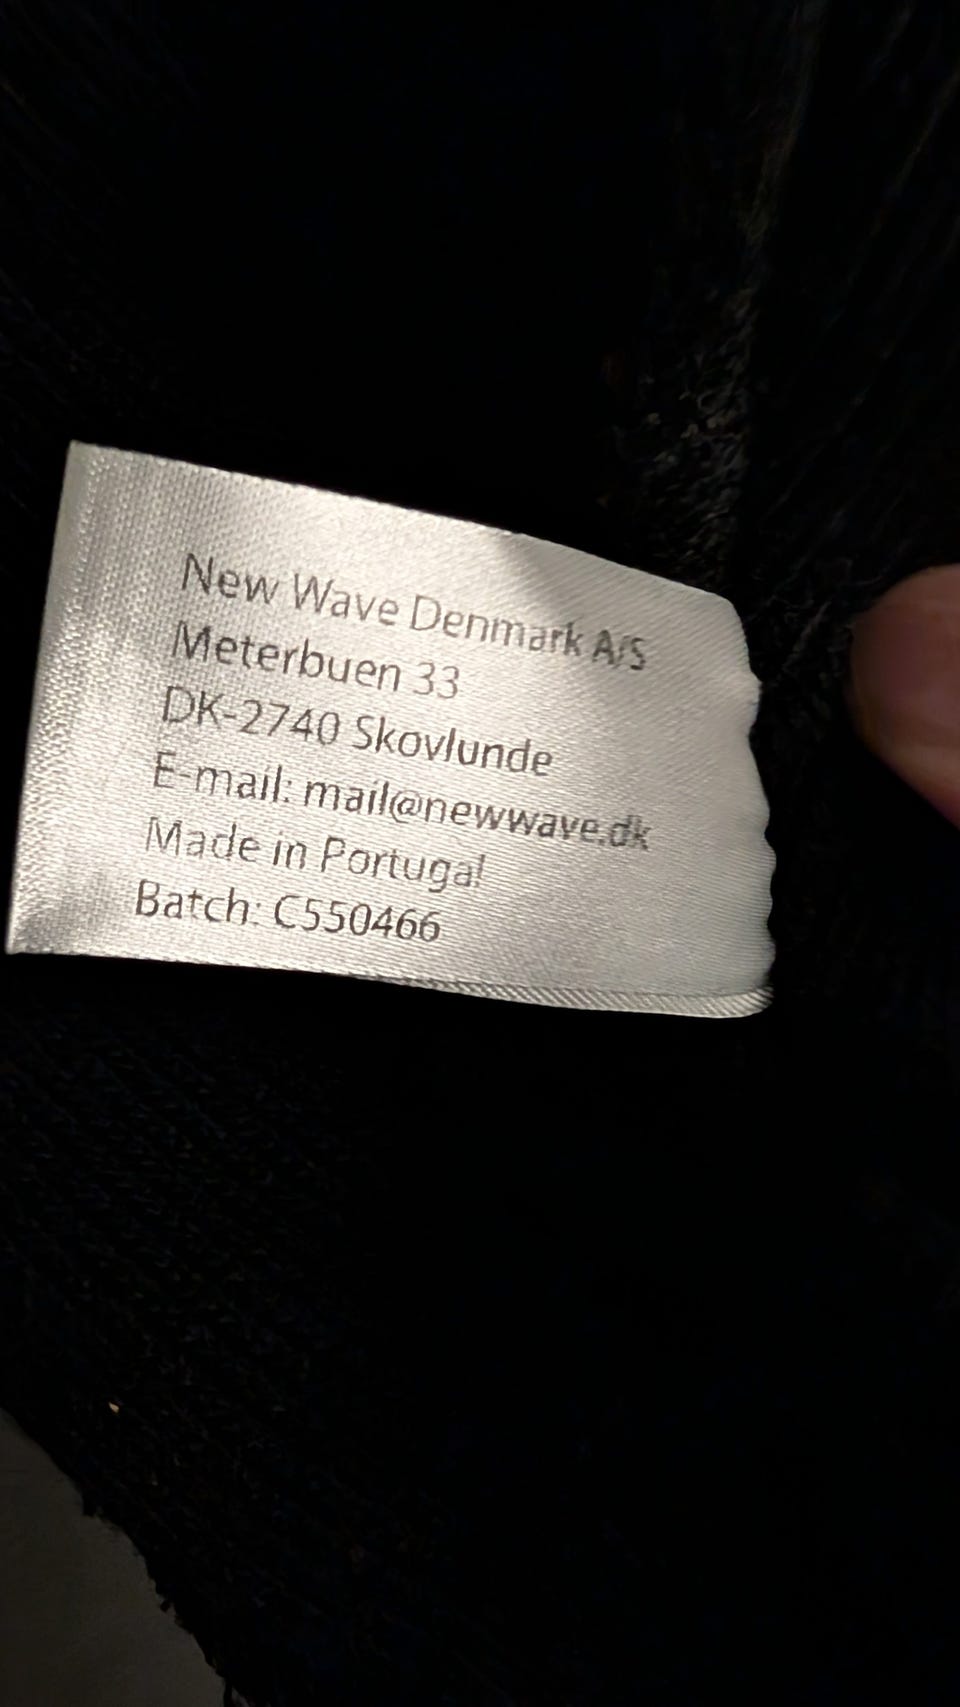 New Wave Denmark A/S
Meterbuen 33
DK-2740 Skovlunde
E-mail: mail@newwave.dk
Made in Portugal
Batch: C550466